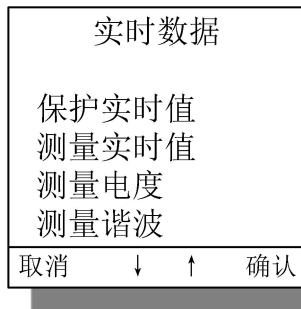 实时数据
保护实时值
测量实时值
测量电度
测量谐波
取消 ↓ ↑ 确认